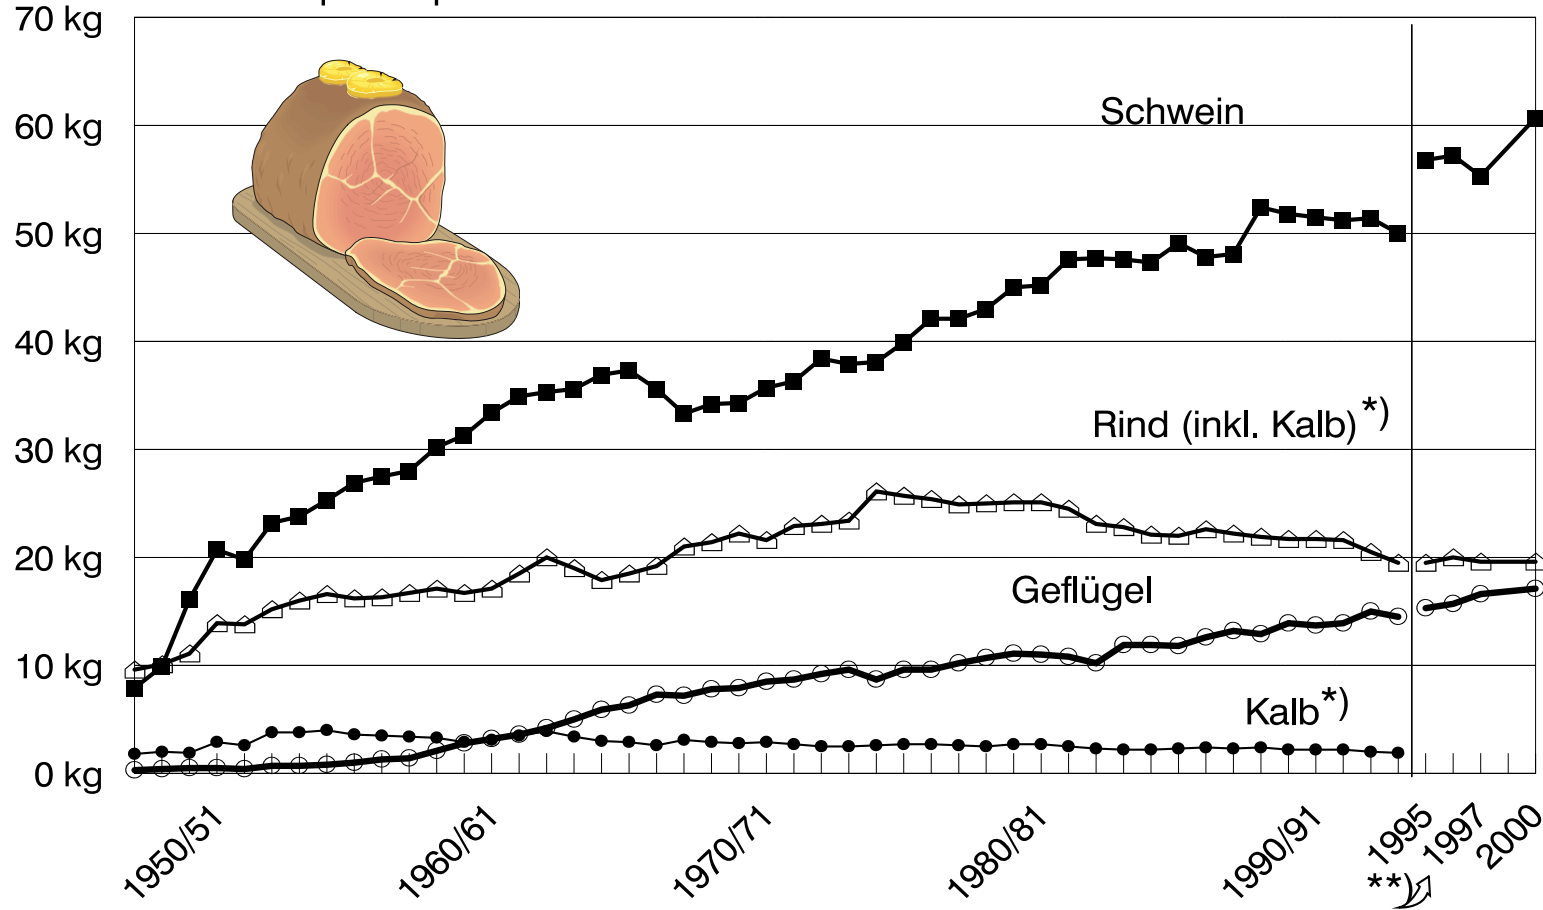 70 kg
60 kg
50 kg
40 kg
30 kg
20 kg
10 kg
0 kg
Schwein
Rind (inkl. Kalb)*)
Geflügel
Kalb*)
1950/51
1960/61
1970/71
1980/81
1990/91
1995
1997
2000
**)